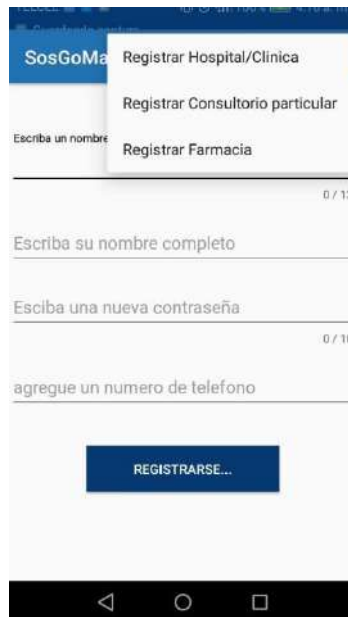 SosGoMa
Registrar Hospital/Clinica
Registrar Consultorio particular
Registrar Farmacia
Escriba un nombre
0 / 1
Escriba su nombre completo
Esciba una nueva contraseña
0 / 1
agregue un numero de telefono
REGISTRARSE...